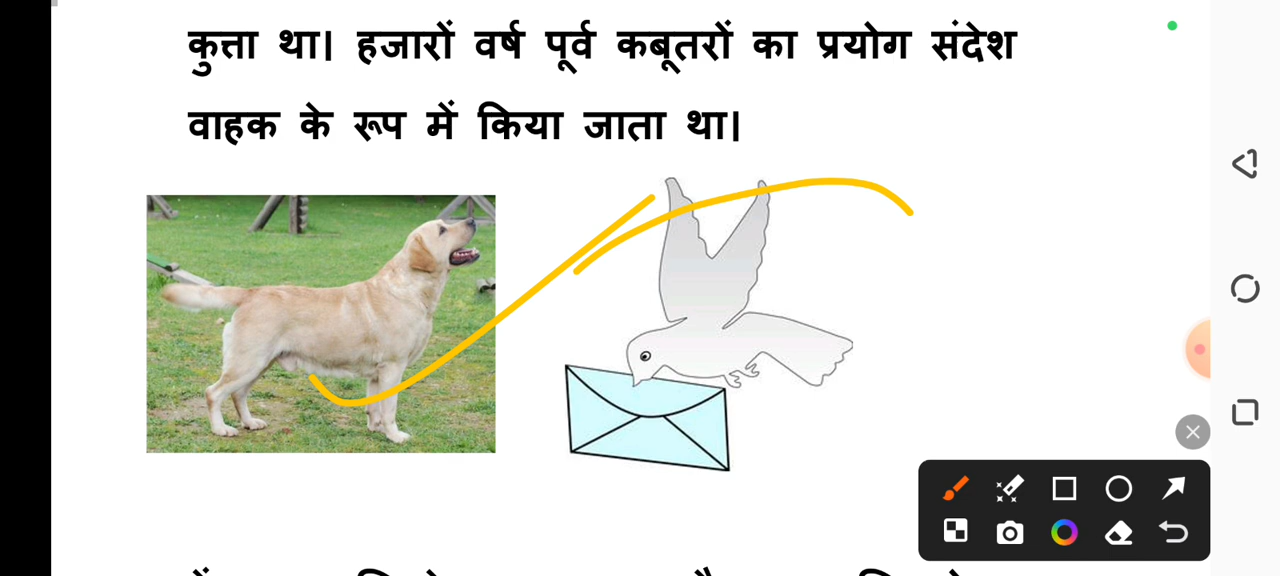 कुत्ता था। हजारों वर्ष पूर्व कबूतरों का प्रयोग संदेश
वाहक के रूप में किया जाता था।